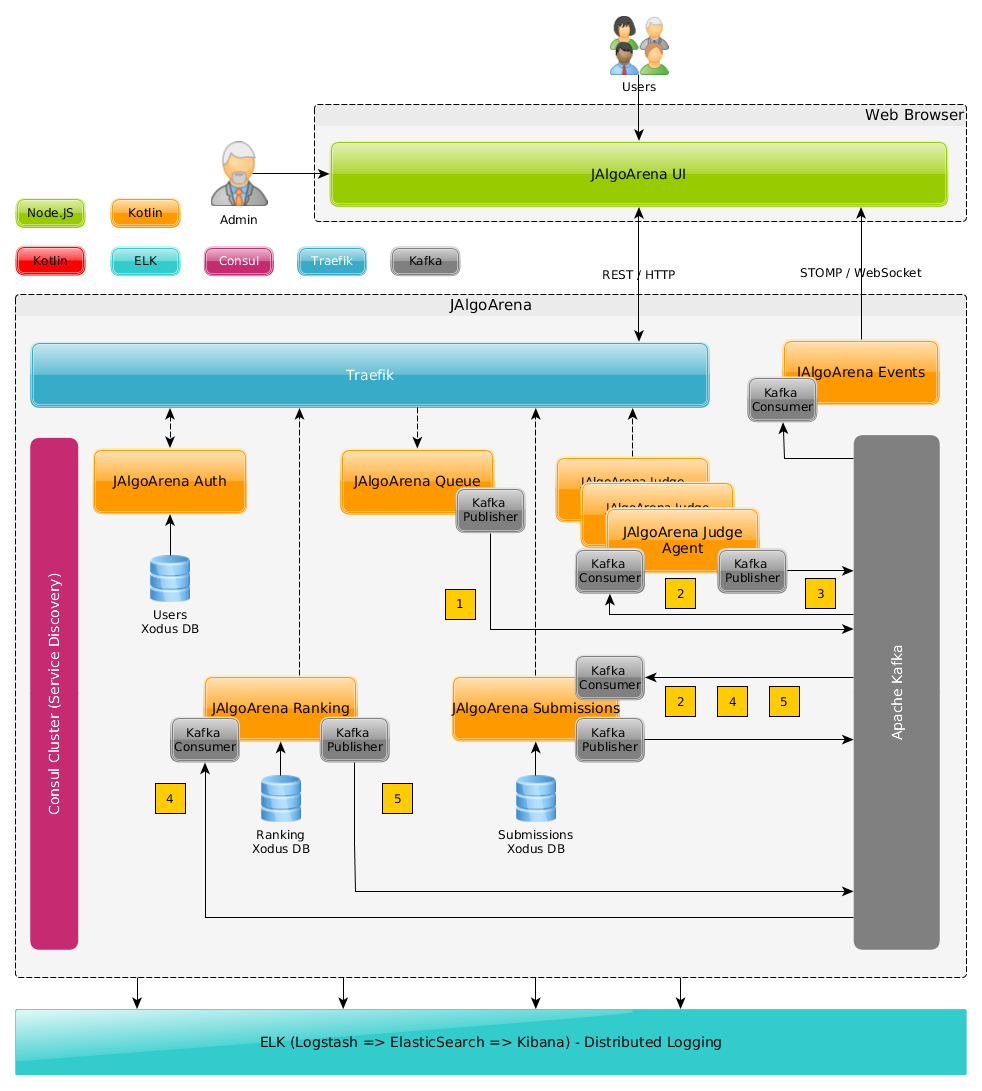 Users
Web Browser
JAlgoArena UI
Admin
Node.JS
Kotlin
Kotlin
ELK
Consul
Traefik
Kafka
REST / HTTP
STOMP / WebSocket
JAlgoArena
Traefik
JAlgoArena Events
Kafka
Consumer
JAlgoArena Auth
JAlgoArena Queue
Kafka
Publisher
JAlgoArena Judge
JAlgoArena Judge
JAlgoArena Judge
Agent
Kafka
Consumer
Kafka
Publisher
Users
Xodus DB
1
2
3
Consul Cluster (Service Discovery)
Apache Kafka
JAlgoArena Ranking
Kafka
Consumer
Kafka
Publisher
JAlgoArena Submissions
Kafka
Consumer
Kafka
Publisher
2
4
5
4
5
Ranking
Xodus DB
Submissions
Xodus DB
ELK (Logstash => ElasticSearch => Kibana) - Distributed Logging